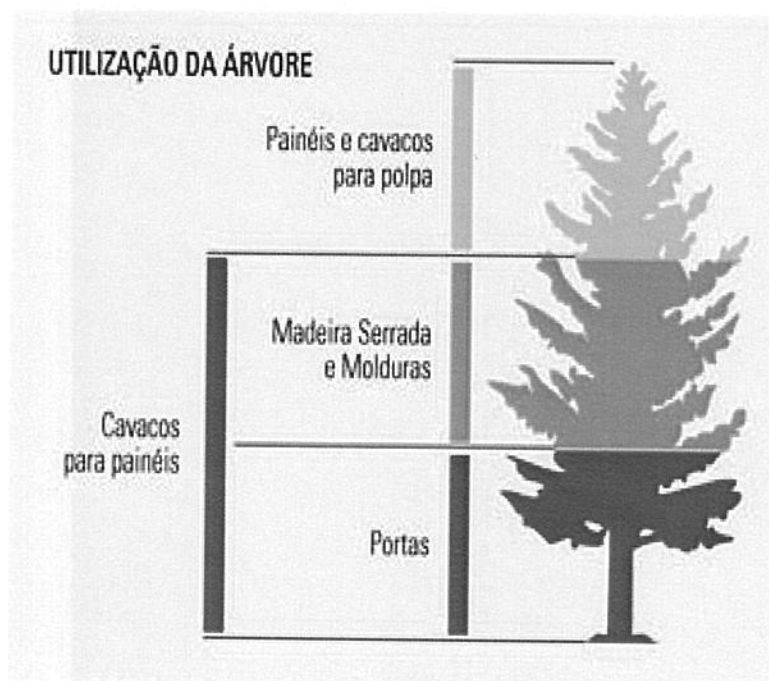 UTILIZAÇÃO DA ÁRVORE
Painéis e cavacos
para polpa
Madeira Serrada
e Molduras
Cavacos
para painéis
Portas